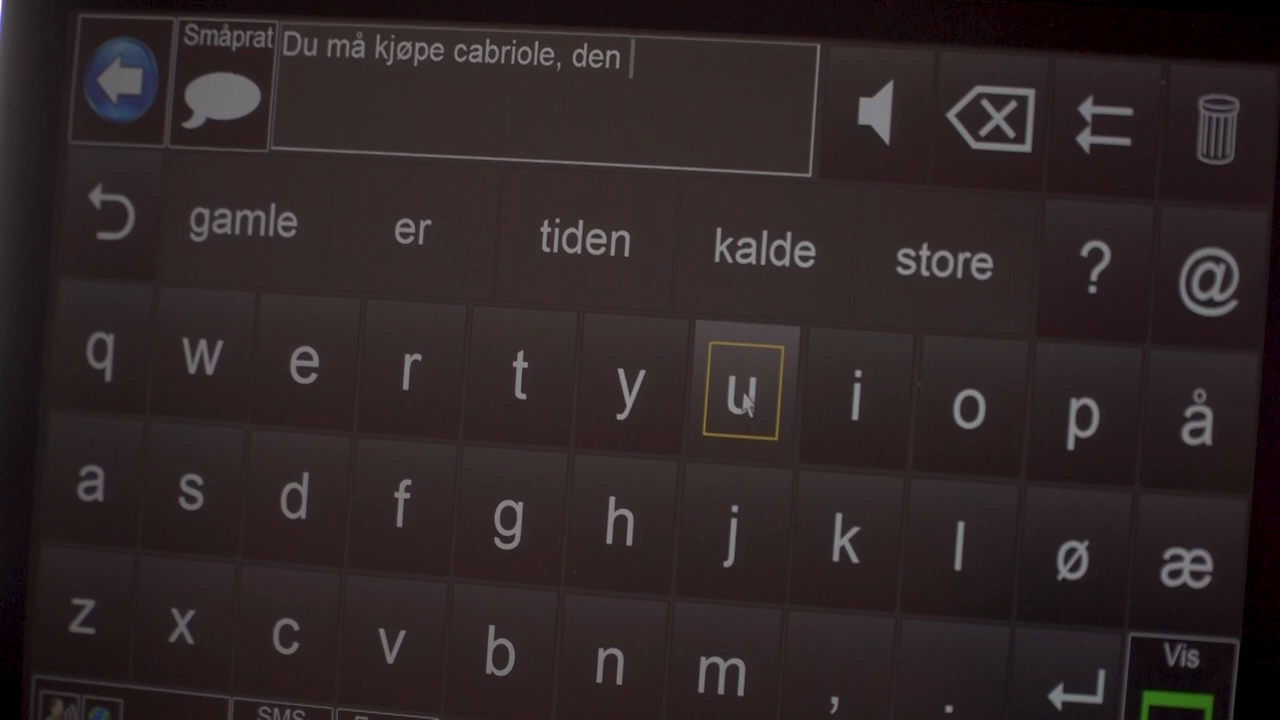 Småprat
Du må kjøpe cabriole, den
gamle er tiden kalde store ? @
q w e r t y u i o p å
a s d f g h j k l ø æ
z x c v b n m , .
Vis
SMS